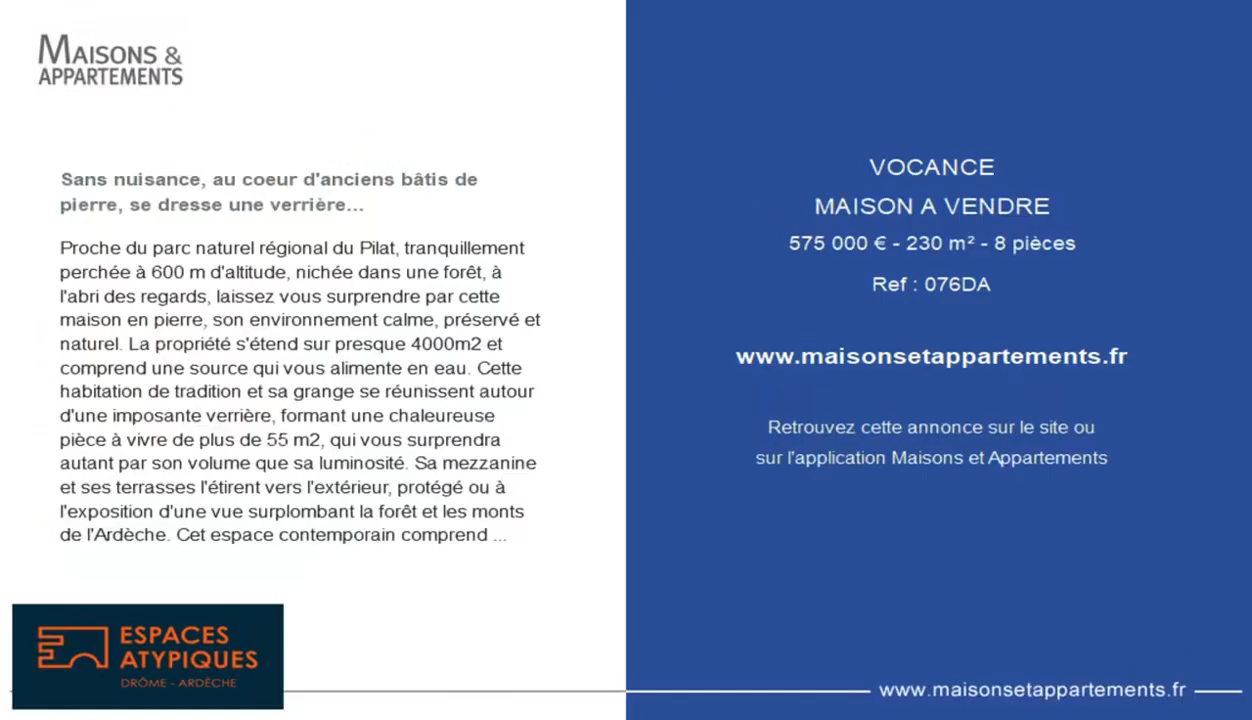 MAISONS &
APPARTEMENTS
Sans nuisance, au coeur d'anciens bâtis de
pierre, se dresse une verrière...
Proche du parc naturel régional du Pilat, tranquillement
perchée à 600 m d'altitude, nichée dans une forêt, à
l'abri des regards, laissez vous surprendre par cette
maison en pierre, son environnement calme, préservé et
naturel. La propriété s'étend sur presque 4000m2 et
comprend une source qui vous alimente en eau. Cette
habitation de tradition et sa grange se réunissent autour
d'une imposante verrière, formant une chaleureuse
pièce à vivre de plus de 55 m2, qui vous surprendra
autant par son volume que sa luminosité. Sa mezzanine
et ses terrasses l'étirent vers l'extérieur, protégé ou à
l'exposition d'une vue surplombant la forêt et les monts
de l'Ardèche. Cet espace contemporain comprend ...
ESPACES
ATYPIQUES
DRÔME - ARDÈCHE
VOCANCE
MAISON A VENDRE
575 000 € - 230 m² - 8 pièces
Ref : 076DA
www.maisonsetappartements.fr
Retrouvez cette annonce sur le site ou
sur l'application Maisons et Appartements
www.maisonsetappartements.fr